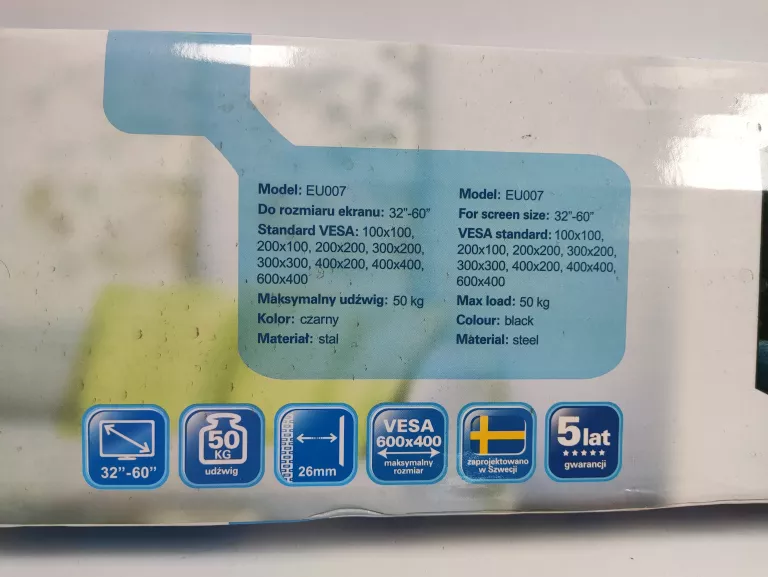 Model: EU007
Do rozmiaru ekranu: 32"-60"
Standard VESA: 100x100,
200x100, 200x200, 300x200,
300x300, 400x200, 400x400,
600x400
Maksymalny udźwig: 50 kg
Kolor: czarny
Materiał: stal
Model: EU007
For screen size: 32"-60"
VESA standard: 100x100,
200x100, 200x200, 300x200,
300x300, 400x200, 400x400,
600x400
Max load: 50 kg
Colour: black
Material: steel
32"-60"
50
KG
udźwig
26mm
VESA
600x400
maksymalny
rozmiar
zaprojektowano
w Szwecji
5 lat
gwarancji